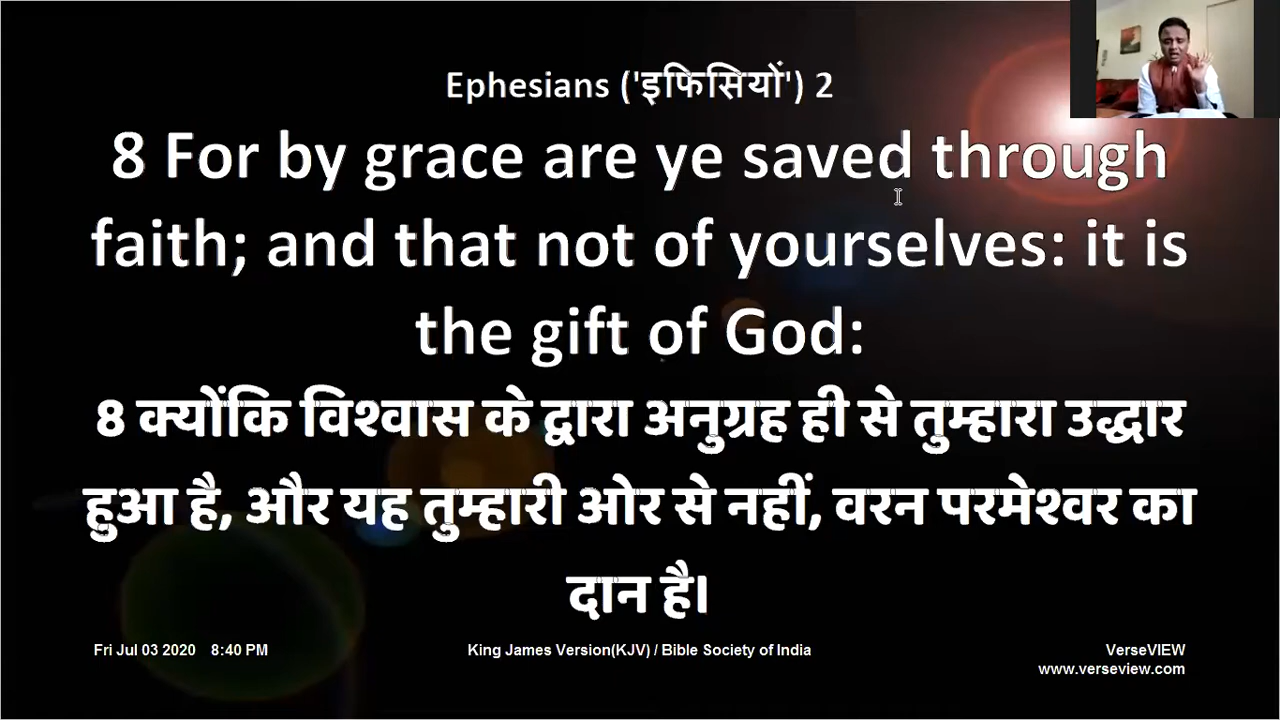 Ephesians ('इफिसियों') 2
8 For by grace are ye saved through
faith; and that not of yourselves: it is
the gift of God:
8 क्योंकि विश्वास के द्वारा अनुग्रह ही से तुम्हारा उद्धार
हुआ है, और यह तुम्हारी ओर से नहीं, वरन परमेश्वर का
दान है।
Fri Jul 03 2020 8:40 PM
King James Version(KJV) / Bible Society of India
VerseVIEW
www.verseview.com